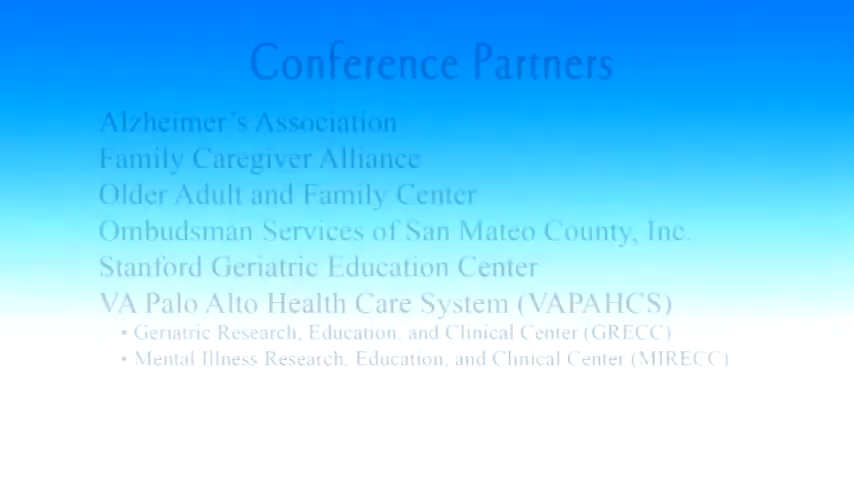 Conference Partners
Alzheimer's Association
Family Caregiver Alliance
Older Adult and Family Center
Ombudsman Services of San Mateo County, Inc.
Stanford Geriatric Education Center
VA Palo Alto Health Care System (VAPAHCS)
• Geriatric Research, Education, and Clinical Center (GRECC)
• Mental Illness Research, Education, and Clinical Center (MIRECC)